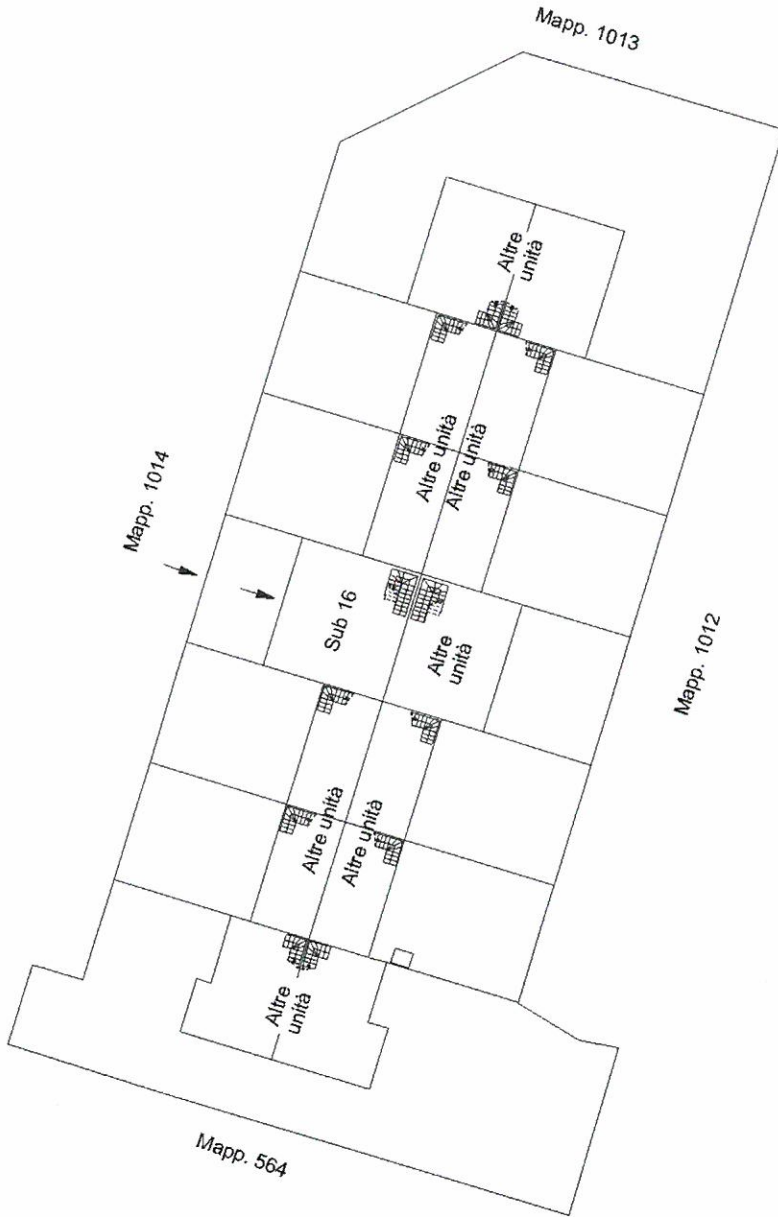 Mapp. 1013
Altre
unità
Altre unità
Altre unità
Mapp. 1014
Sub 16
Altre
unità
Mapp. 1012
Altre unità
Altre unità
Altre
unità
Mapp. 564